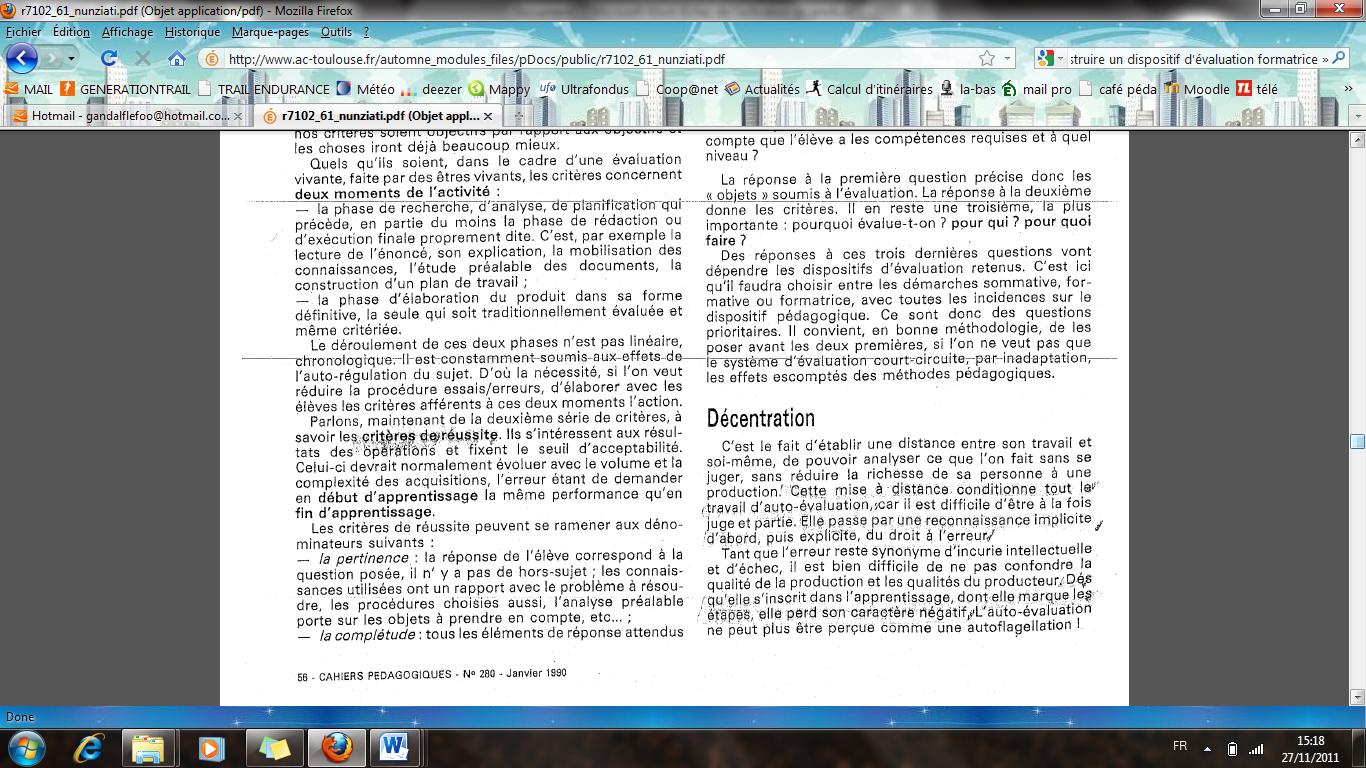 r7102_61_nunziati.pdf (Objet application/pdf) - Mozilla Firefox
Fichier Édition Affichage Historique Marque-pages Outils ?
http://www.ac-toulouse.fr/automne_modules_files/pDocs/public/r7102_61_nunziati.pdf
struire un dispositif d'évaluation formatrice »
MAIL GENERATIONTRAIL TRAIL ENDURANCE Météo deezer Mappy ufo Ultrafondus Coop@net Actualités Calcul d'itinéraires la-bas mail pro café péda Moodle TL télé »
Hotmail - gandalflefoo@hotmail.co...
r7102_61_nunziati.pdf (Objet appl...
nos critères soient objectifs par rapport aux objectifs et
les choses iront déjà beaucoup mieux.
Quels qu'ils soient, dans le cadre d'une évaluation
vivante, faite par des êtres vivants, les critères concernent
deux moments de l'activité :
— la phase de recherche, d'analyse, de planification qui
précède, en partie du moins la phase de rédaction ou
d'exécution finale proprement dite. C'est, par exemple la
lecture de l'énoncé, son explication, la mobilisation des
connaissances, l'étude préalable des documents, la
construction d'un plan de travail ;
— la phase d'élaboration du produit dans sa forme
définitive, la seule qui soit traditionnellement évaluée et
même critériée.
Le déroulement de ces deux phases n'est pas linéaire,
chronologique. Il est constamment soumis aux effets de
l'auto-régulation du sujet. D'où la nécessité, si l'on veut
réduire la procédure essais/erreurs, d'élaborer avec les
élèves les critères afférents à ces deux moments l'action.
Parlons, maintenant de la deuxième série de critères, à
savoir les critères de réussite. Ils s'intéressent aux résul-
tats des opérations et fixent le seuil d'acceptabilité.
Celui-ci devrait normalement évoluer avec le volume et la
complexité des acquisitions, l'erreur étant de demander
en début d'apprentissage la même performance qu'en
fin d'apprentissage.
Les critères de réussite peuvent se ramener aux déno-
minateurs suivants :
— la pertinence : la réponse de l'élève correspond à la
question posée, il n' y a pas de hors-sujet ; les connais-
sances utilisées ont un rapport avec le problème à résou-
dre, les procédures choisies aussi, l'analyse préalable
porte sur les objets à prendre en compte, etc... ;
— la complétude : tous les éléments de réponse attendus
56 - CAHIERS PEDAGOGIQUES - Nº 280 - Janvier 1990
compte que l'élève a les compétences requises et à quel
niveau ?
La réponse à la première question précise donc les
« objets » soumis à l'évaluation. La réponse à la deuxième
donne les critères. Il en reste une troisième, la plus
importante : pourquoi évalue-t-on ? pour qui ? pour quoi
faire ?
Des réponses à ces trois dernières questions vont
dépendre les dispositifs d'évaluation retenus. C'est ici
qu'il faudra choisir entre les démarches sommative, for-
mative ou formatrice, avec toutes les incidences sur le
dispositif pédagogique. Ce sont donc des questions
prioritaires. Il convient, en bonne méthodologie, de les
poser avant les deux premières, si l'on ne veut pas que
le système d'évaluation court-circuite, par inadaptation,
les effets escomptés des méthodes pédagogiques.
Décentration
C'est le fait d'établir une distance entre son travail et
soi-même, de pouvoir analyser ce que l'on fait sans se
juger, sans réduire la richesse de sa personne à une
production. Cette mise à distance conditionne tout le
travail d'auto-évaluation, car il est difficile d'être à la fois
juge et partie. Elle passe par une reconnaissance implicite
d'abord, puis explicite, du droit à l'erreur.
Tant que l'erreur reste synonyme d'incurie intellectuelle
et d'échec, il est bien difficile de ne pas confondre la
qualité de la production et les qualités du producteur. Dés
qu'elle s'inscrit dans l'apprentissage, dont elle marque les
étapes, elle perd son caractère négatif. L'auto-évaluation
ne peut plus être perçue comme une autoflagellation !
Done
FR
15:18
27/11/2011